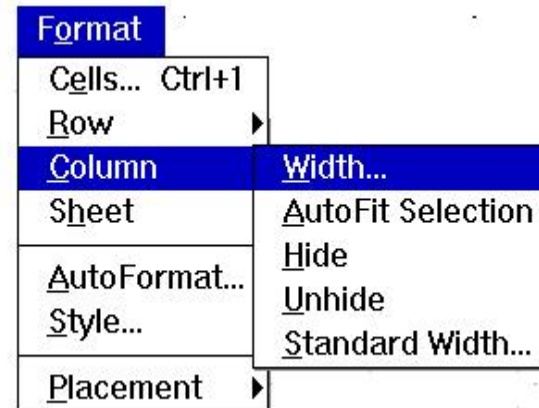 Format
Cells... Ctrl+1
Row
Column
Sheet
AutoFormat...
Style...
Placement
Width...
AutoFit Selection
Hide
Unhide
Standard Width...